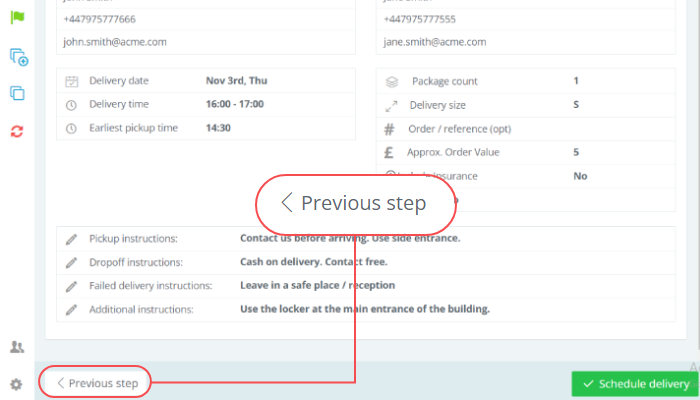 +447975777666
+447975777555
john.smith@acme.com
jane.smith@acme.com
Delivery date Nov 3rd, Thu
Package count 1
Delivery time 16:00 - 17:00
Delivery size S
Earliest pickup time 14:30
# Order / reference (opt)
£ Approx. Order Value 5
insurance No
Previous step
Pickup instructions: Contact us before arriving. Use side entrance.
Dropoff instructions: Cash on delivery. Contact free.
Failed delivery instructions: Leave in a safe place / reception
Additional instructions: Use the locker at the main entrance of the building.
Previous step
Schedule delivery